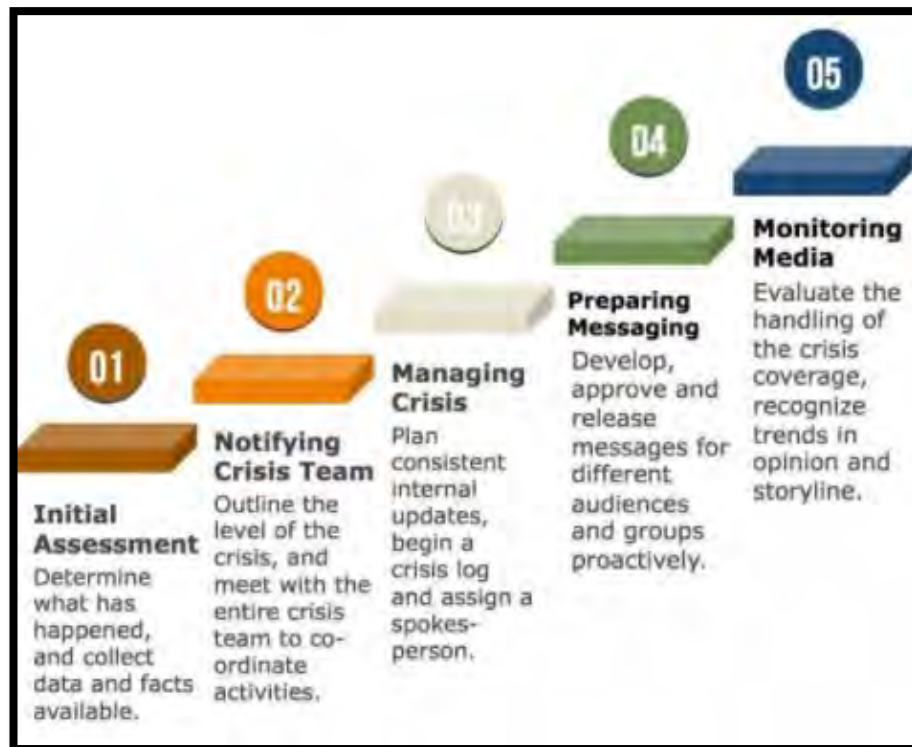 01
Initial
Assessment
Determine
what has
happened,
and collect
data and facts
available.
02
Notifying
Crisis Team
Outline the
level of the
crisis, and
meet with the
entire crisis
team to co-
ordinate
activities.
03
Managing
Crisis
Plan
consistent
internal
updates,
begin a
crisis log
and assign a
spokes-
person.
04
Preparing
Messaging
Develop,
approve and
release
messages for
different
audiences
and groups
proactively.
05
Monitoring
Media
Evaluate the
handling of
the crisis
coverage,
recognize
trends in
opinion and
storyline.